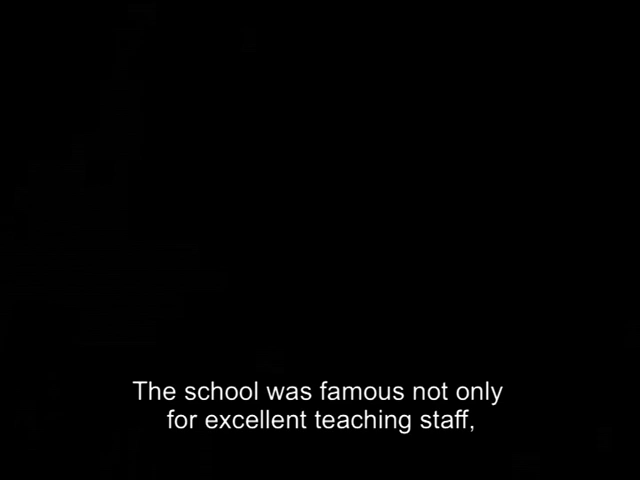 The school was famous not only
for excellent teaching staff,